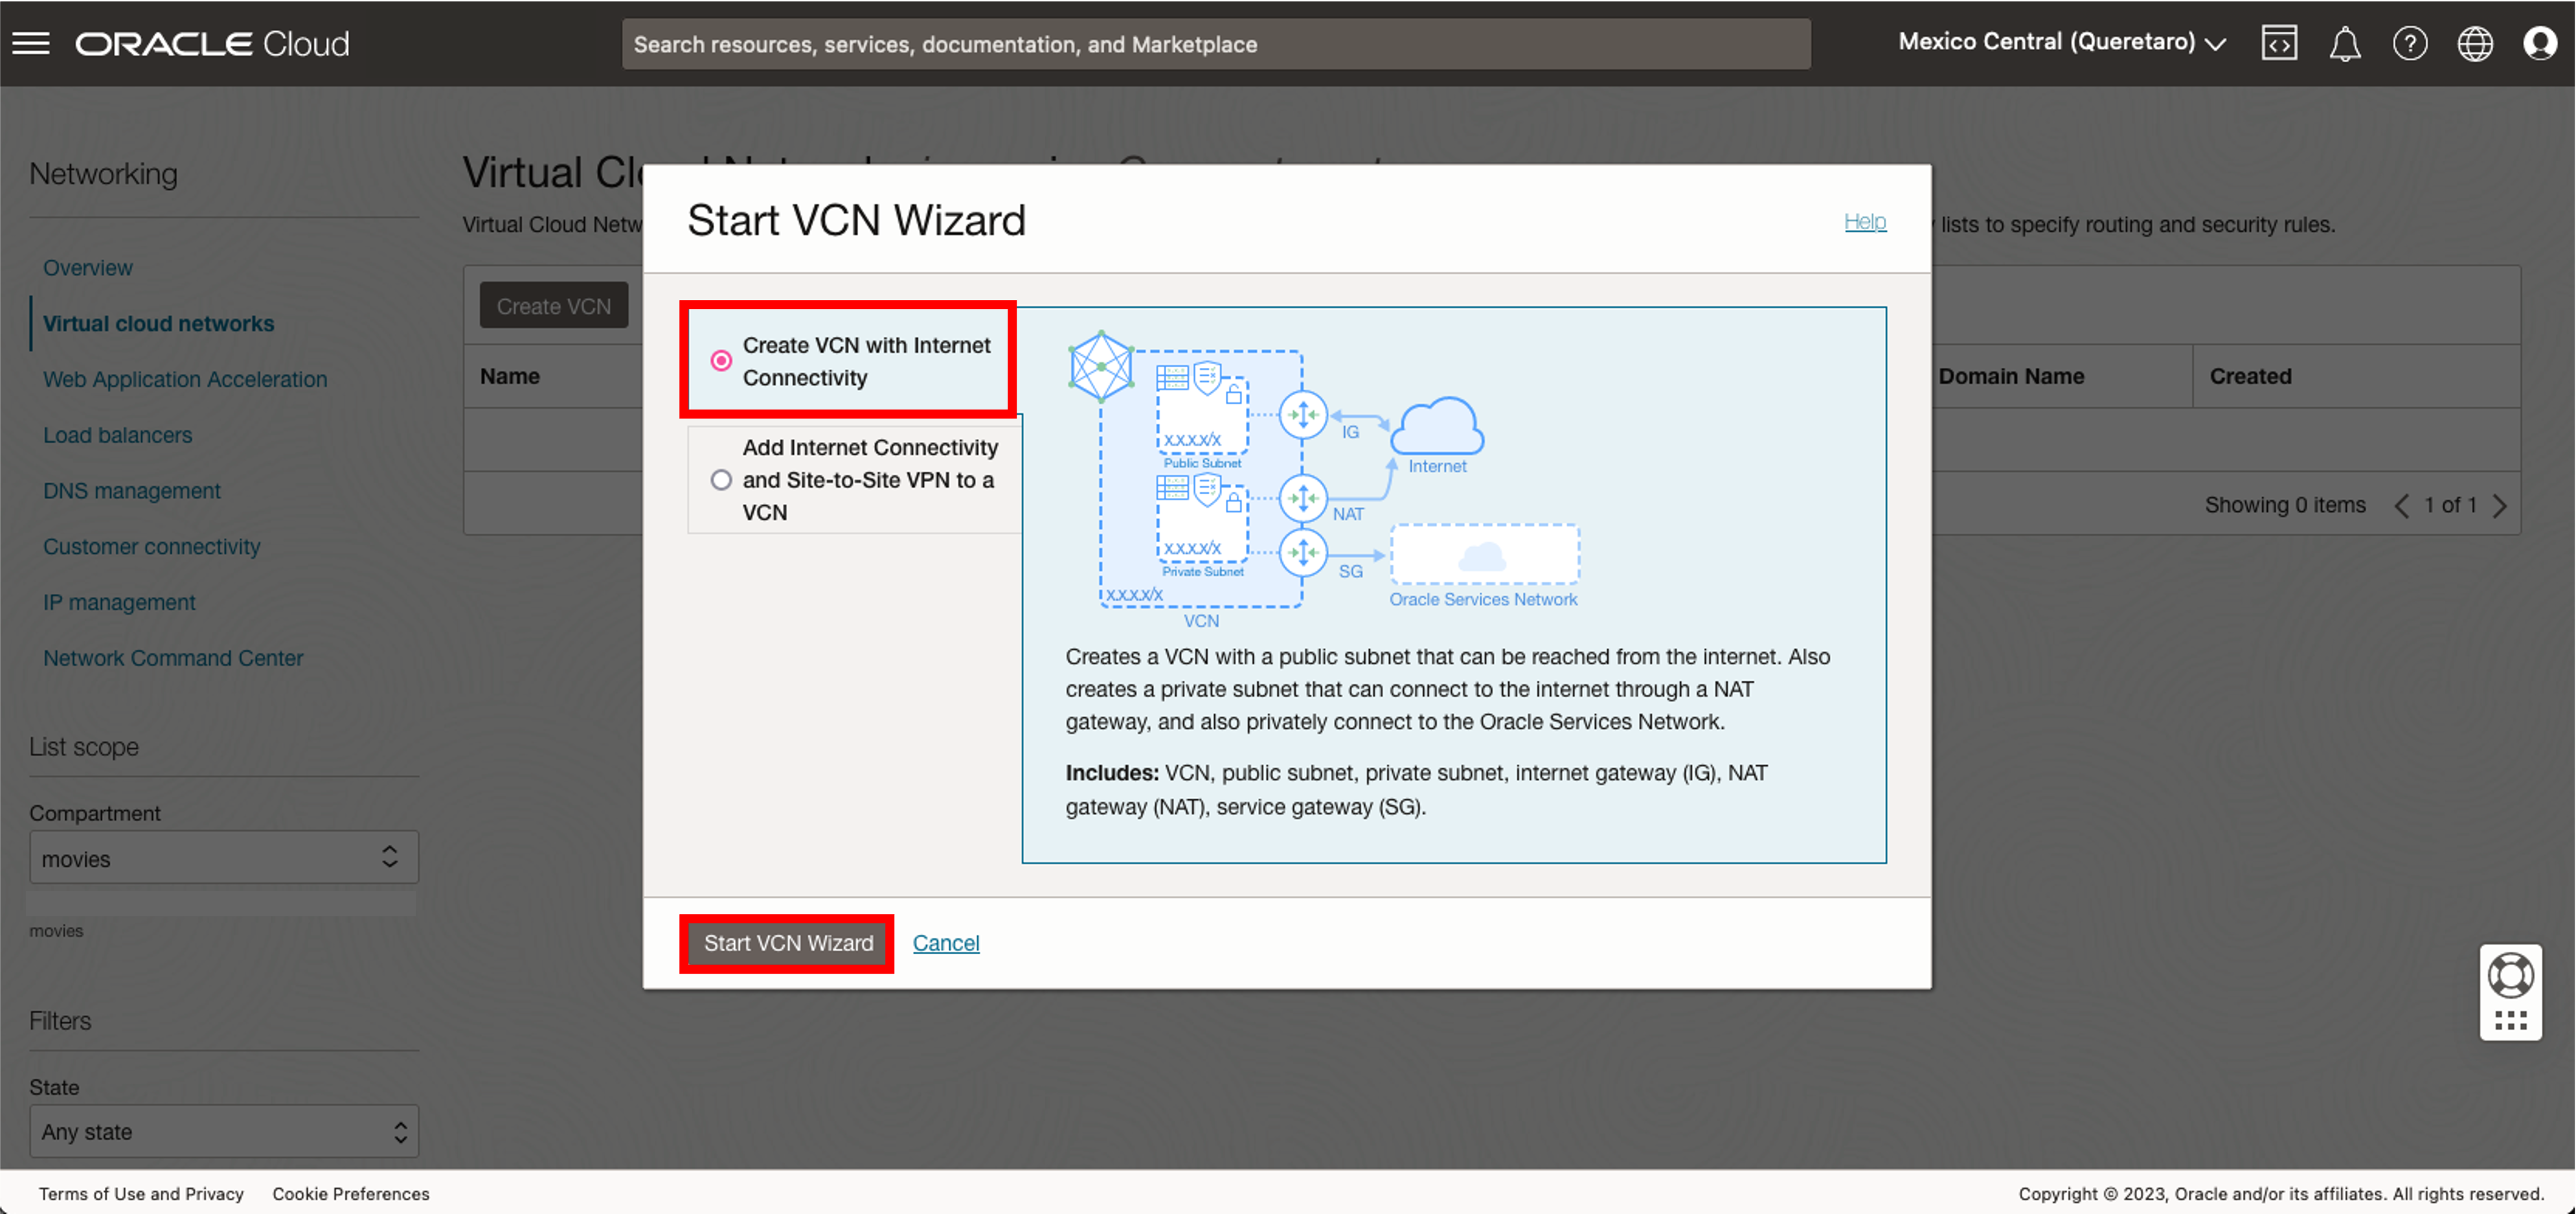 ORACLE Cloud
Search resources, services, documentation, and Marketplace
Mexico Central (Queretaro)
Networking
Overview
Virtual cloud networks
Web Application Acceleration
Load balancers
DNS management
Customer connectivity
IP management
Network Command Center
List scope
Compartment
movies
movies
Filters
State
Any state
Virtual
Virtual Cloud
lists to specify routing and security rules.
Create VCN
Name
Domain Name
Created
Showing 0 items
1 of 1
Start VCN Wizard
Help
Create VCN with Internet
Connectivity
Add Internet Connectivity
and Site-to-Site VPN to a
VCN
X.X.X.X/X
Public Subnet
X.X.X.X/X
Private Subnet
X.X.X.X/X
VCN
IG
NAT
SG
Internet
Oracle Services Network
Creates a VCN with a public subnet that can be reached from the internet. Also
creates a private subnet that can connect to the internet through a NAT
gateway, and also privately connect to the Oracle Services Network.
Includes: VCN, public subnet, private subnet, internet gateway (IG), NAT
gateway (NAT), service gateway (SG).
Start VCN Wizard
Cancel
Terms of Use and Privacy
Cookie Preferences
Copyright © 2023, Oracle and/or its affiliates. All rights reserved.